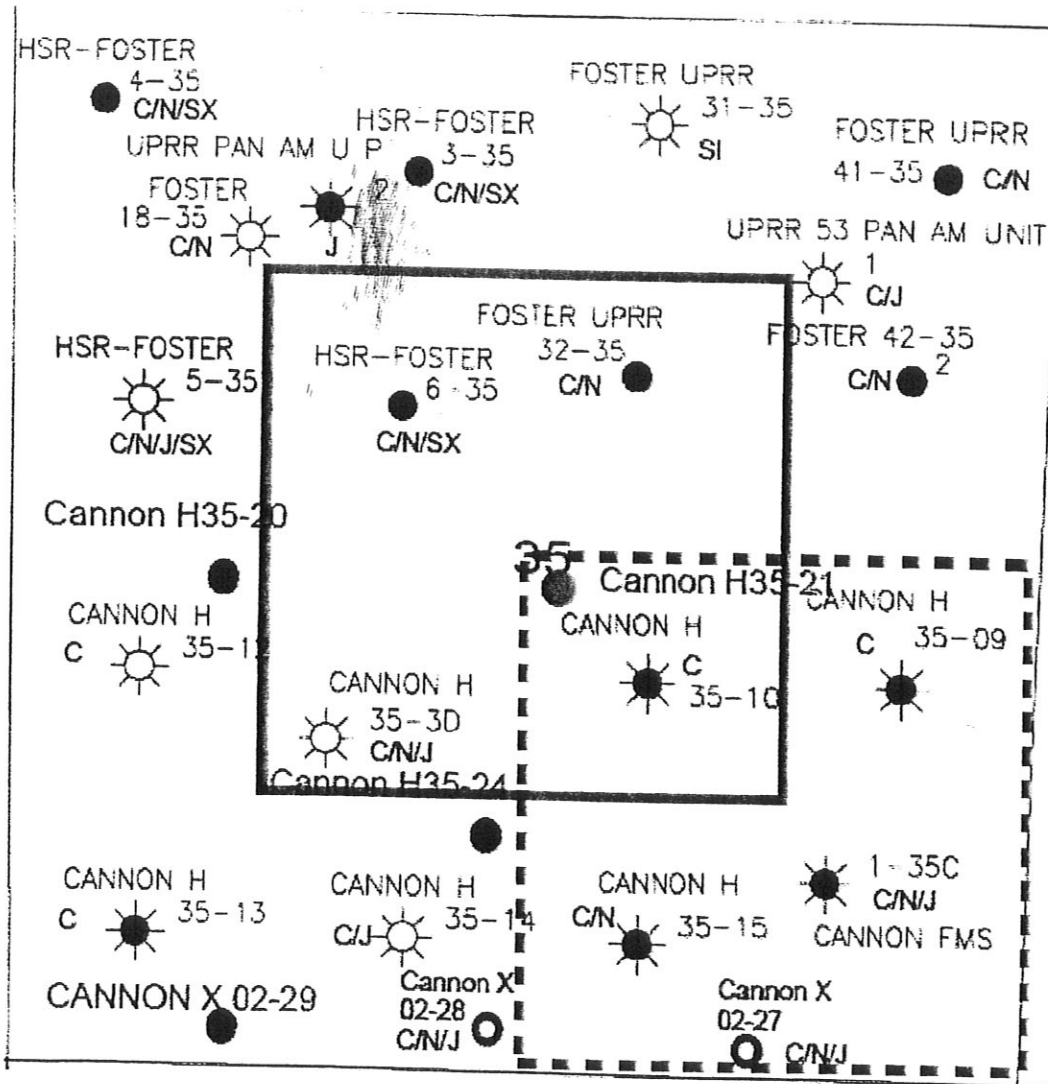 HSR-FOSTER
4-35
C/N/SX
FOSTER UPRR
31-35
SI
HSR-FOSTER
3-35
C/N/SX
FOSTER UPRR
41-35
C/N
UPRR PAN AM U P
2
J
FOSTER
18-35
C/N
UPRR 53 PAN AM UNIT
1
C/J
FOSTER UPRR
32-35
C/N
FOSTER 42-35
2
C/N
HSR-FOSTER
5-35
C/N/J/SX
HSR-FOSTER
6-35
C/N/SX
Cannon H35-20
35
Cannon H35-21
CANNON H
C
CANNON H
C
35-10
CANNON H
35-09
C
CANNON H
35-3D
C/N/J
Cannon H35-24
CANNON H
35-13
C
CANNON H
35-14
C/J
CANNON H
C/N
35-15
1-35C
C/N/J
CANNON FMS
CANNON X 02-29
Cannon X
02-28
C/N/J
Cannon X
02-27
C/N/J